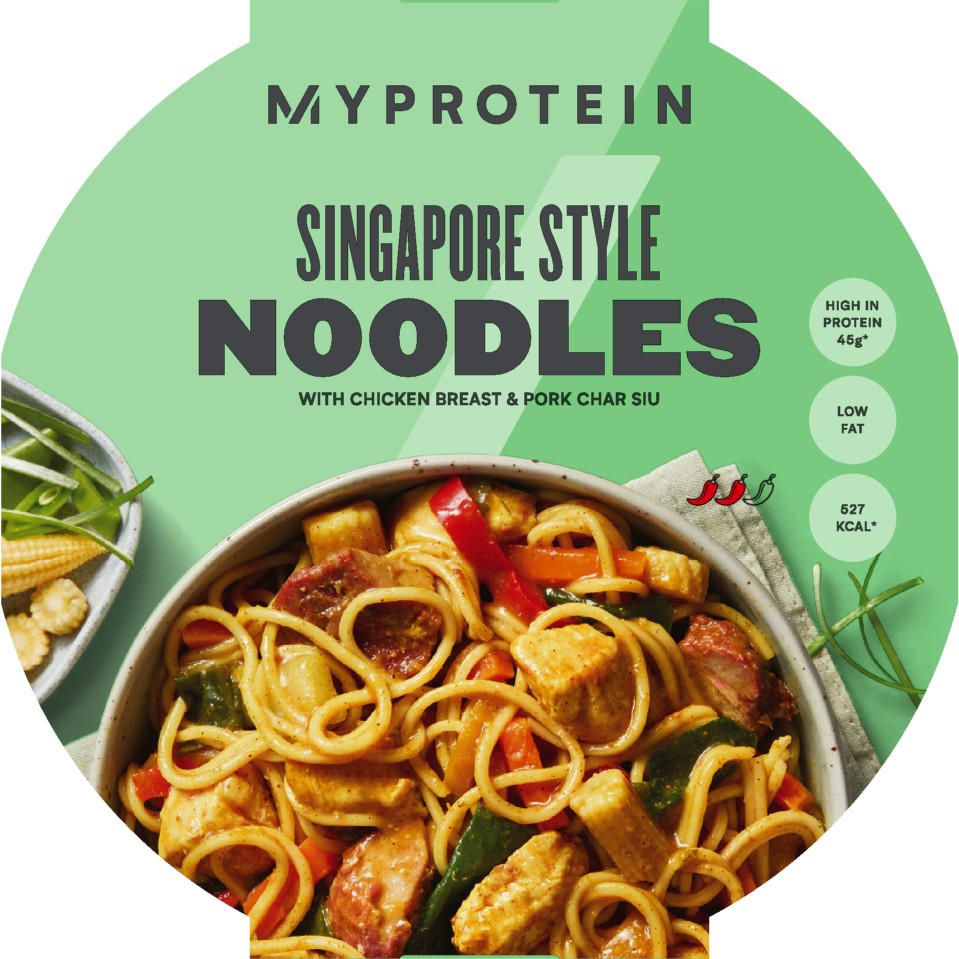 MYPROTEIN
SINGAPORE STYLE
NOODLES
WITH CHICKEN BREAST & PORK CHAR SIU
HIGH IN
PROTEIN
45g*
LOW
FAT
527
KCAL*